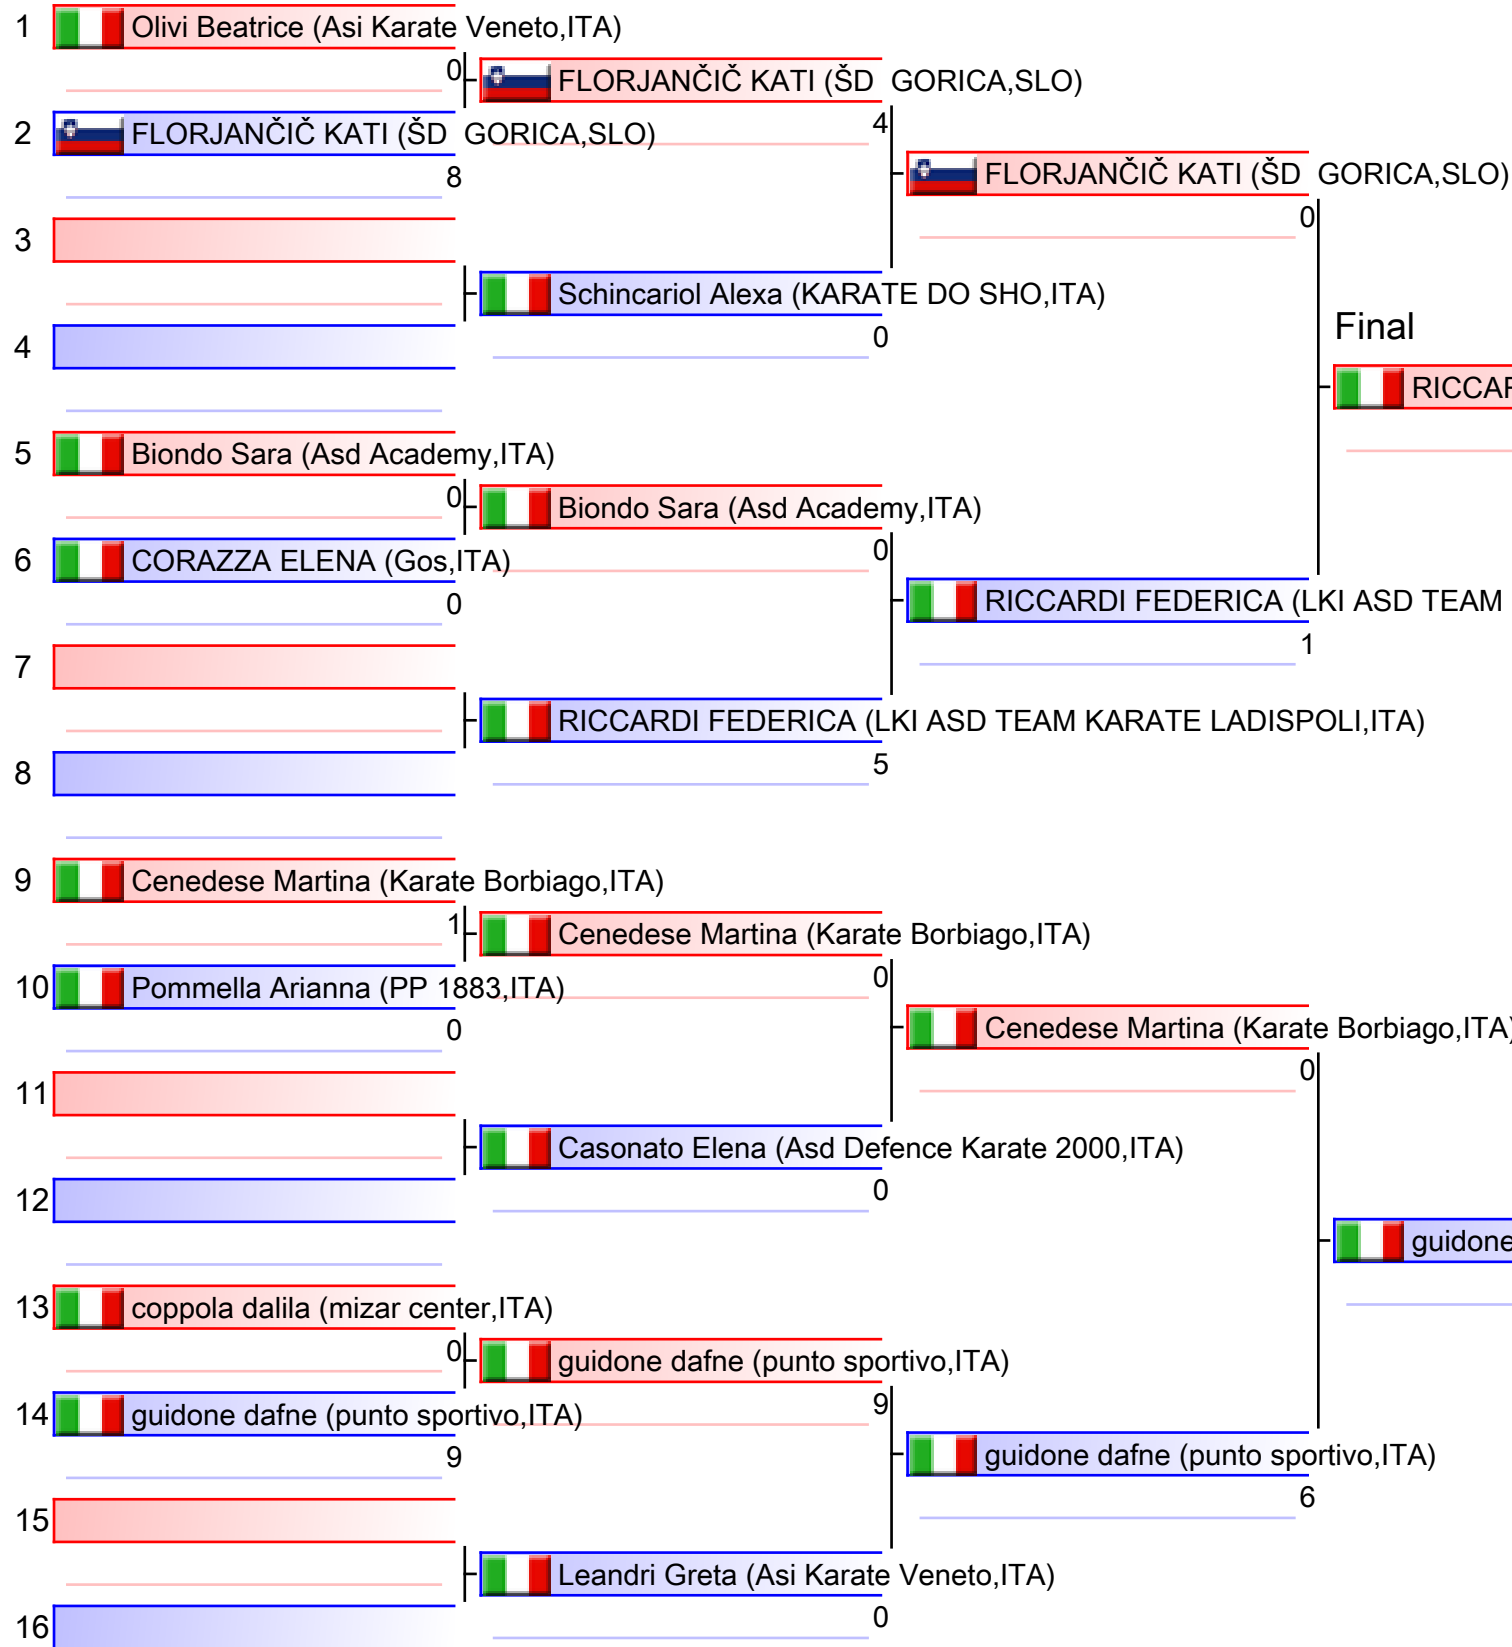 1 Olivi Beatrice (Asi Karate Veneto,ITA)
0 FLORJANČIČ KATI (ŠD GORICA,SLO)
2 FLORJANČIČ KATI (ŠD GORICA,SLO) 4
8 FLORJANČIČ KATI (ŠD GORICA,SLO)
0
3
Schincariol Alexa (KARATE DO SHO,ITA)
0
4
Final
RICCAR
5 Biondo Sara (Asd Academy,ITA)
0 Biondo Sara (Asd Academy,ITA)
6 CORAZZA ELENA (Gos,ITA) 0
0 RICCARDI FEDERICA (LKI ASD TEAM
1
7
RICCARDI FEDERICA (LKI ASD TEAM KARATE LADISPOLI,ITA)
5
8
9 Cenedese Martina (Karate Borbiago,ITA)
1 Cenedese Martina (Karate Borbiago,ITA)
10 Pommella Arianna (PP 1883,ITA) 0
0 Cenedese Martina (Karate Borbiago,ITA)
0
11
Casonato Elena (Asd Defence Karate 2000,ITA)
0
12
guidone
13 coppola dalila (mizar center,ITA)
0 guidone dafne (punto sportivo,ITA)
14 guidone dafne (punto sportivo,ITA) 9
9 guidone dafne (punto sportivo,ITA)
6
15
Leandri Greta (Asi Karate Veneto,ITA)
0
16